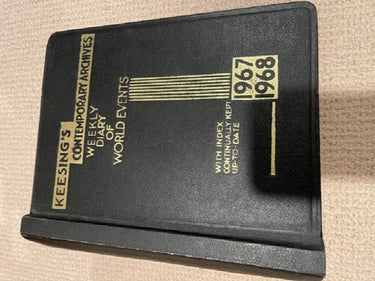 KEESING'S
CONTEMPORARY ARCHIVES
WEEKLY
DIARY
OF
WORLD EVENTS
WITH INDEX
CONTINUALLY KEPT
UP-TO-DATE
1967
1968